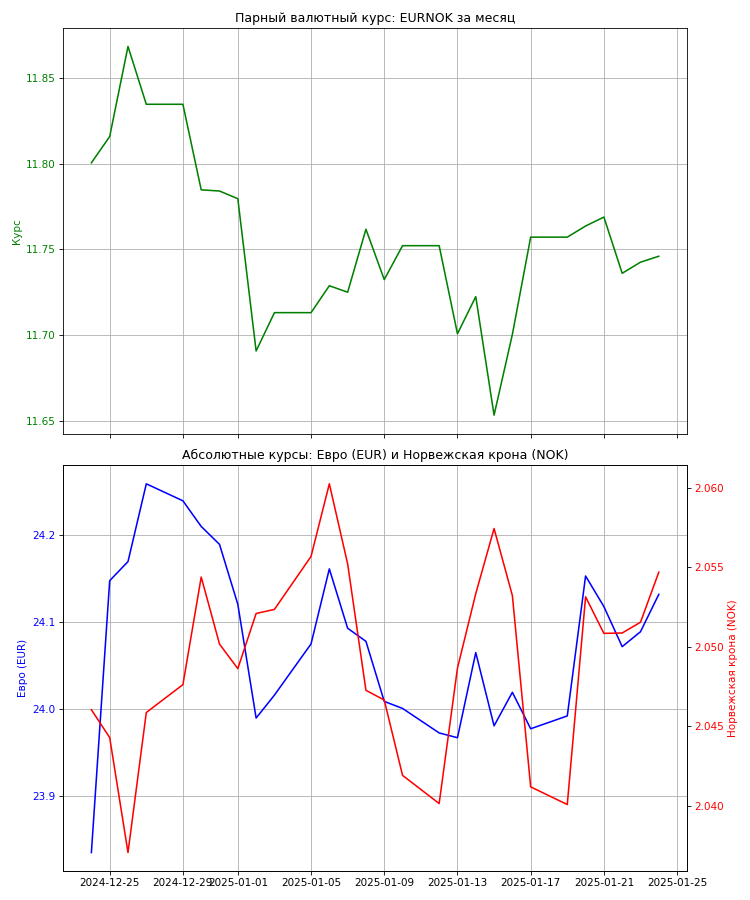 Парный валютный курс: EURNOK за месяц
Курс
11.85
11.80
11.75
11.70
11.65
Абсолютные курсы: Евро (EUR) и Норвежская крона (NOK)
Евро (EUR)
24.2
24.1
24.0
23.9
2.060
2.055
2.050
2.045
2.040
Норвежская крона (NOK)
2024-12-25 2024-12-29 2025-01-01 2025-01-05 2025-01-09 2025-01-13 2025-01-17 2025-01-21 2025-01-25